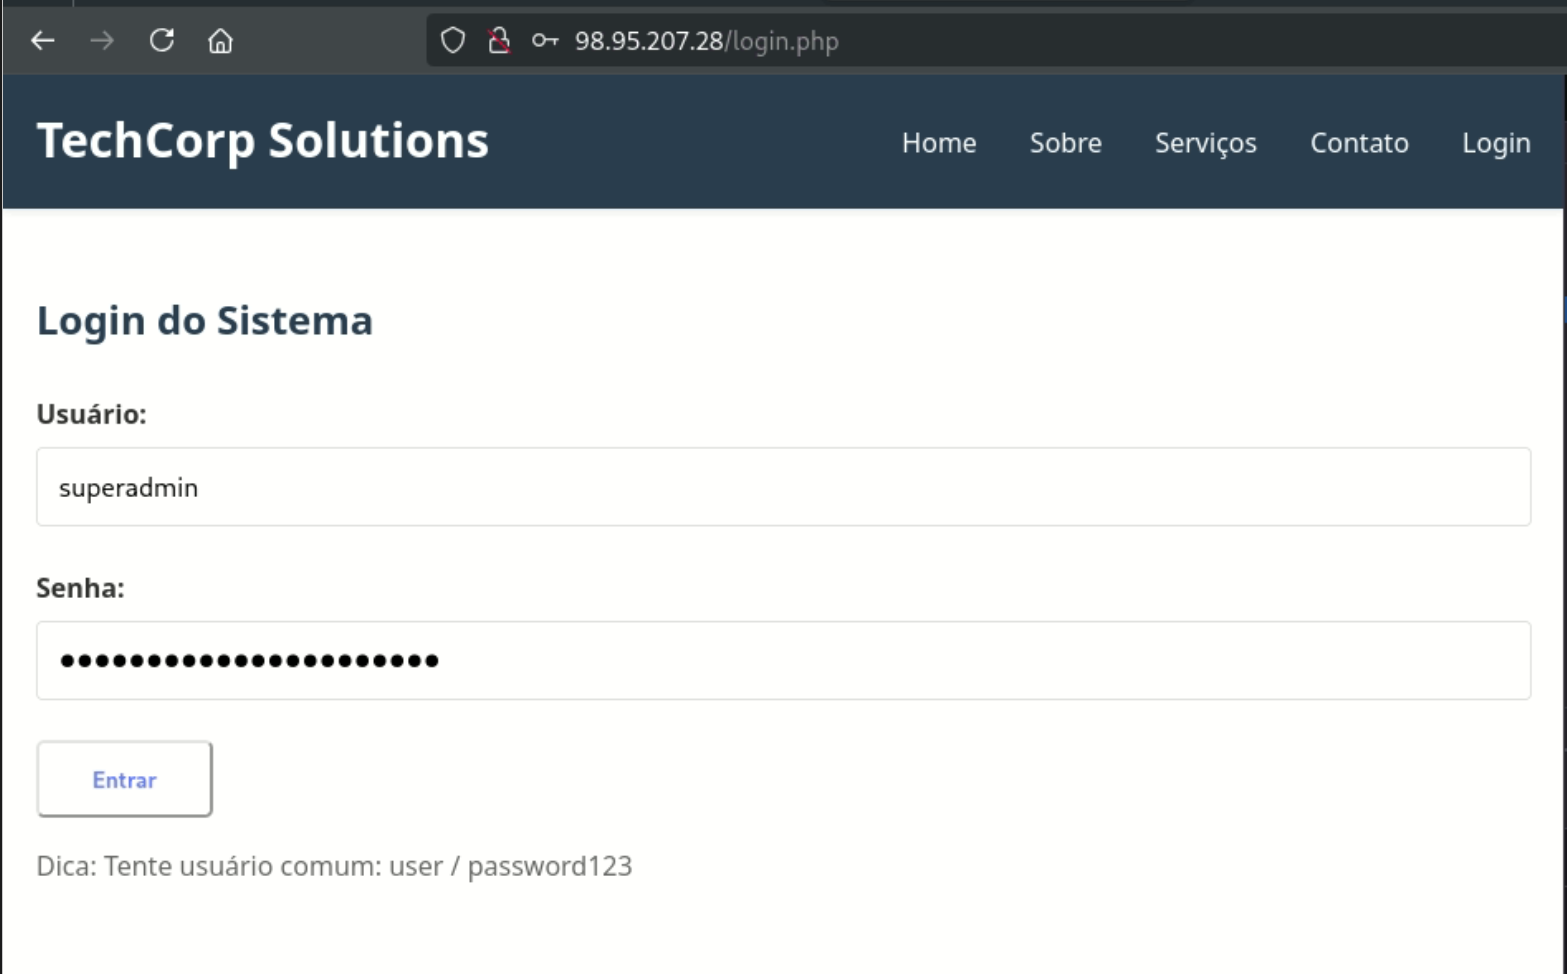 98.95.207.28/login.php
TechCorp Solutions
Home Sobre Serviços Contato Login
Login do Sistema
Usuário:
superadmin
Senha:
••••••••••••••••••••••
Entrar
Dica: Tente usuário comum: user / password123